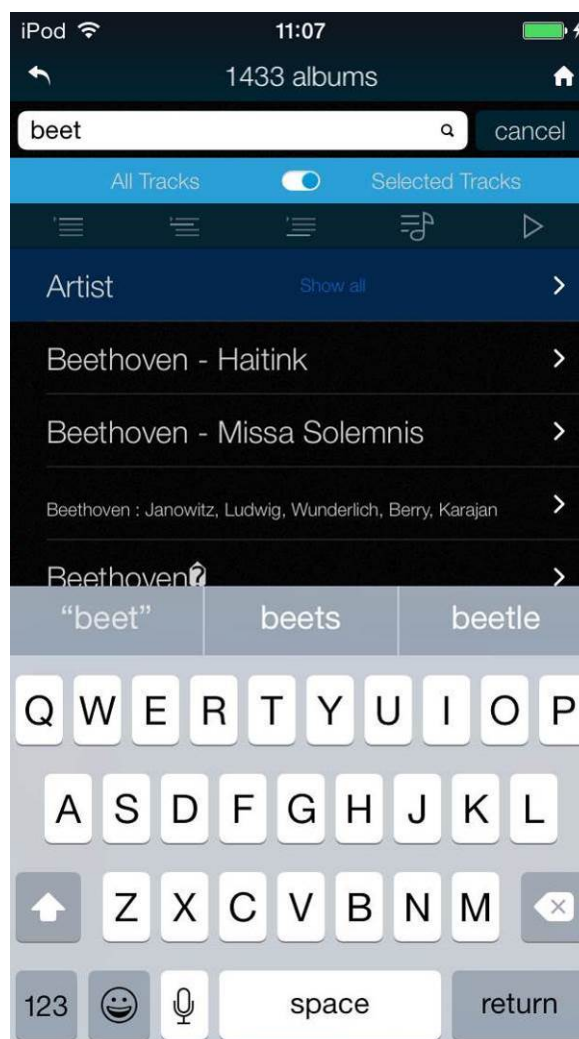 iPod 11:07
1433 albums
beet cancel
All Tracks Selected Tracks
Artist Show all
Beethoven - Haitink
Beethoven - Missa Solemnis
Beethoven : Janowitz, Ludwig, Wunderlich, Berry, Karajan
Beethoven�
“beet” beets beetle
Q W E R T Y U I O P
A S D F G H J K L
Z X C V B N M
123 space return